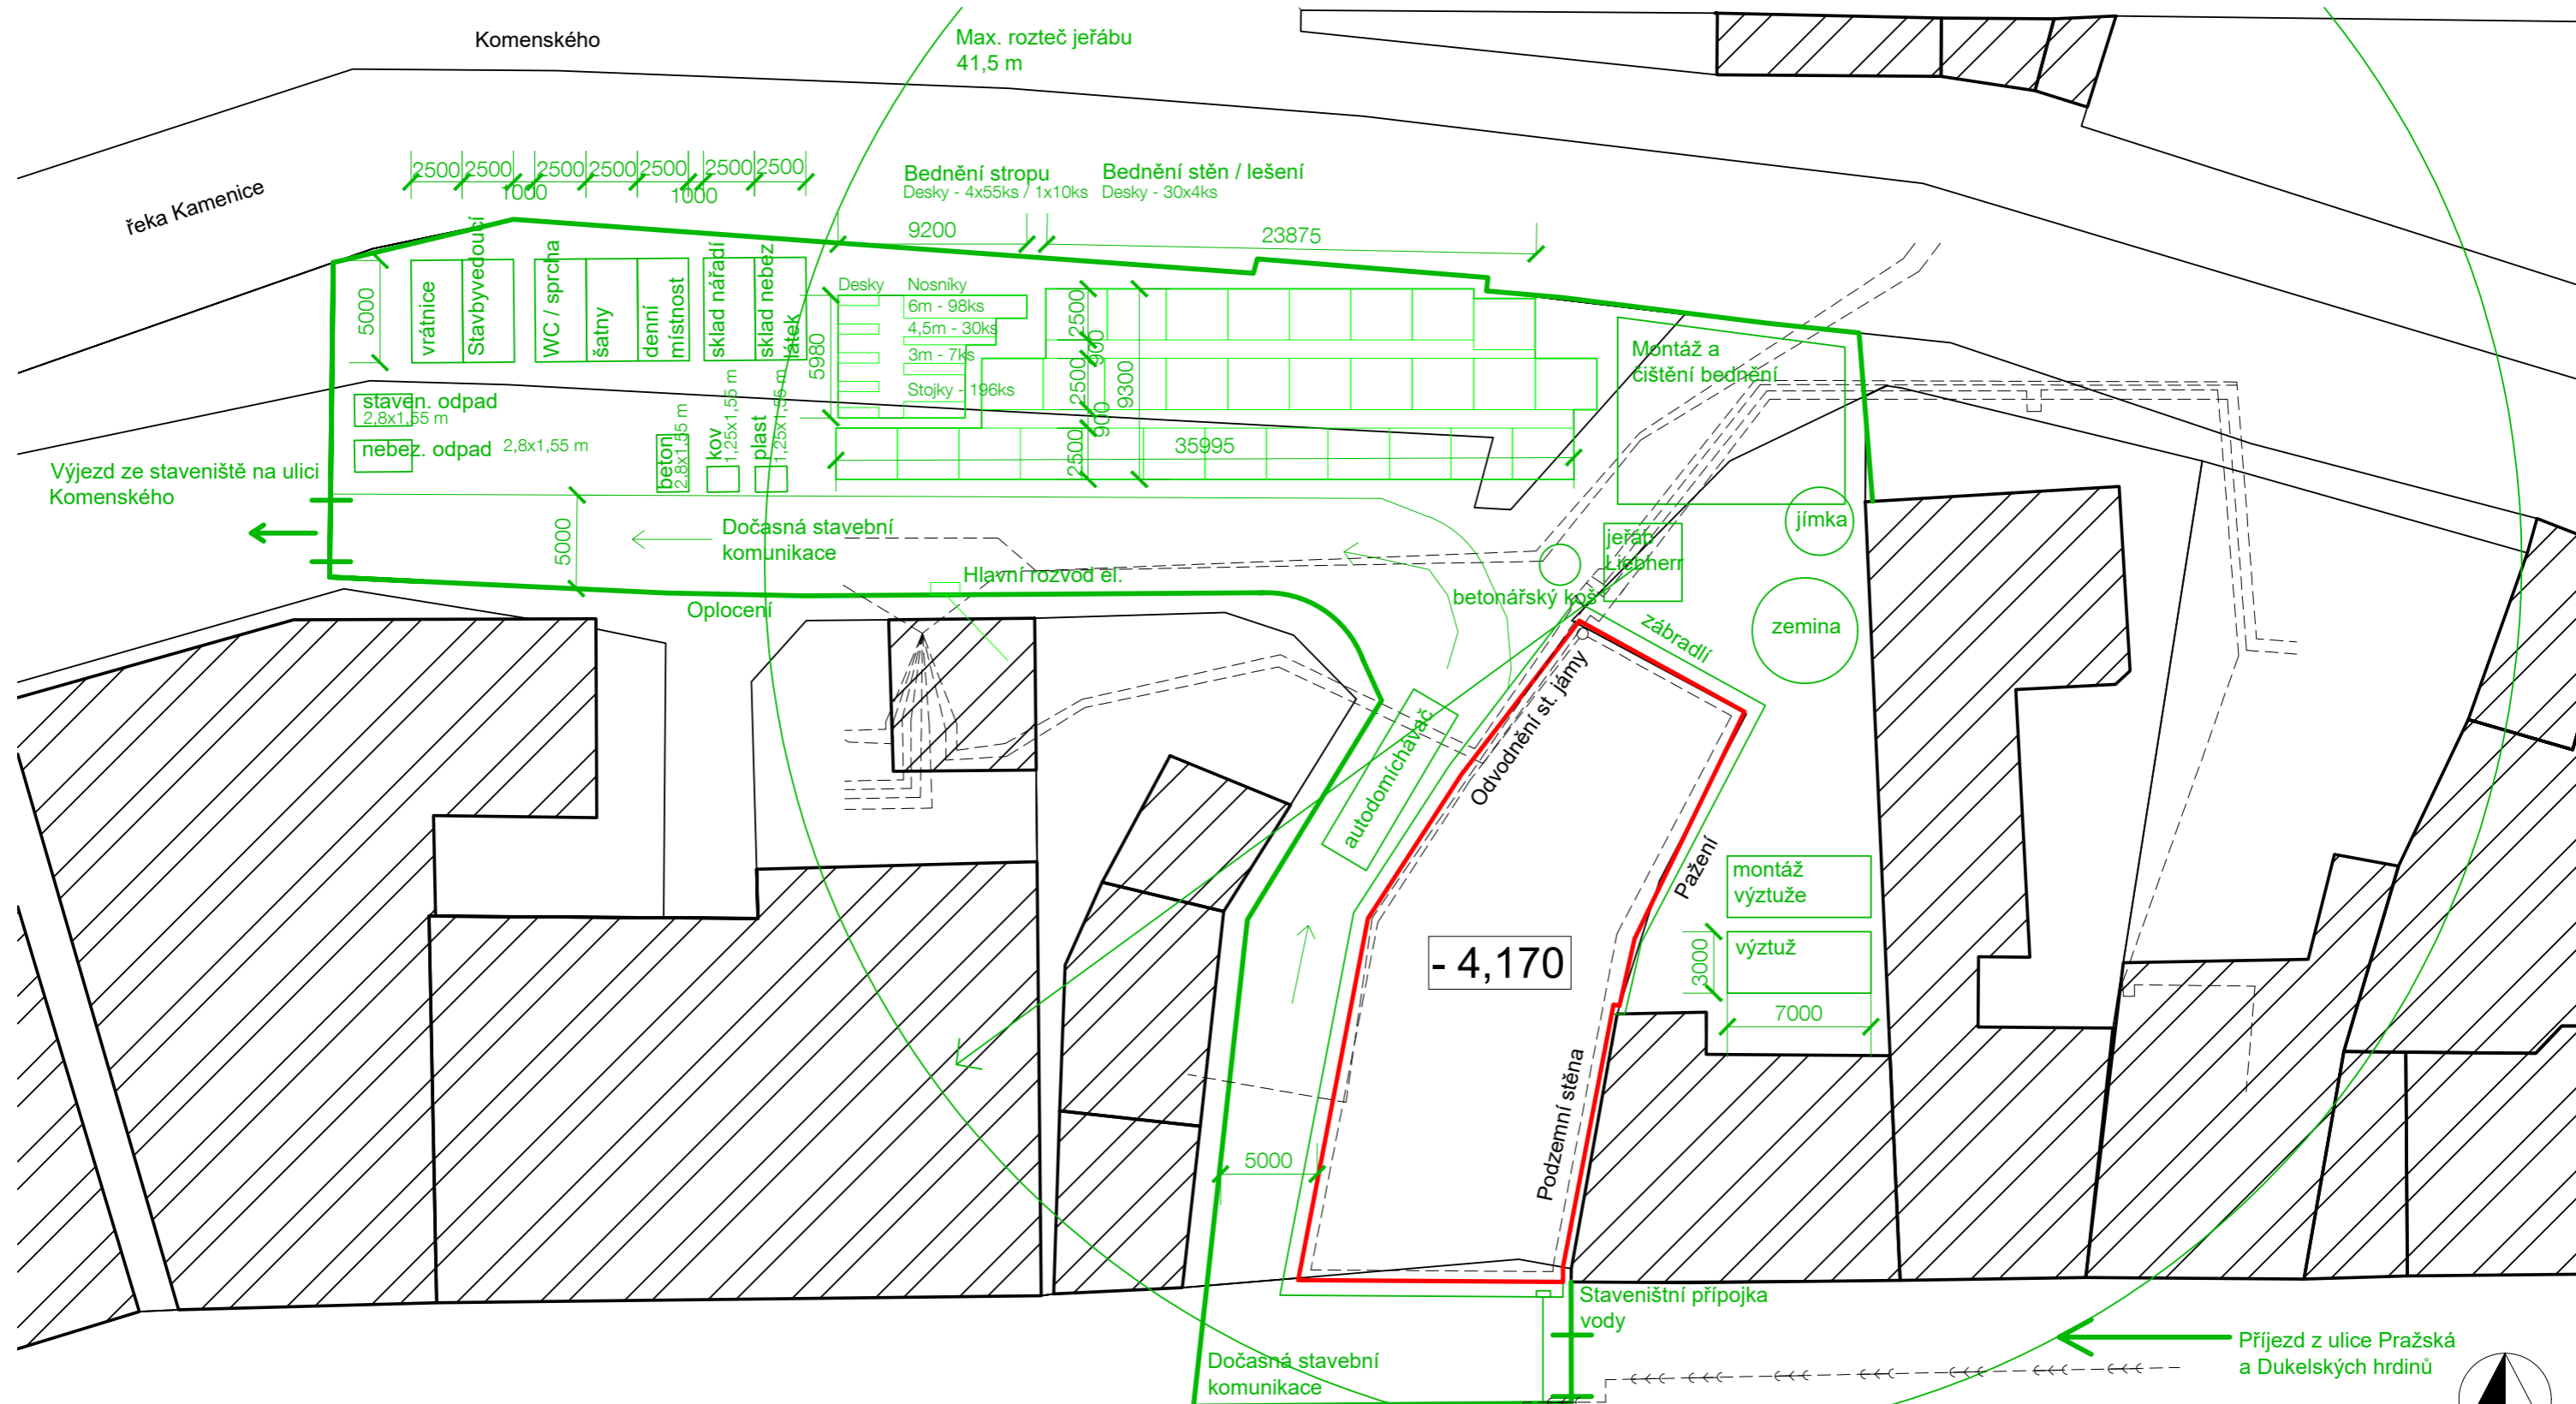 Komenského
Max. rozteč jeřábu
41,5 m
řeka Kamenice
2500
2500
2500
2500
2500
2500
2500
1000
1000
Bednění stropu
Desky - 4x55ks / 1x10ks
Bednění stěn / lešení
Desky - 30x4ks
9200
23875
5000
vrátnice
Stavbyvedoucí
WC / sprcha
šatny
denní
místnost
sklad nářadí
sklad nebez.
látek
Desky
Nosníky
6m - 98ks
4,5m - 30ks
3m - 7ks
Stojky - 196ks
5980
2500
900
2500
900
2500
9300
35995
Montáž a
čištění bednění
staven. odpad
2,8x1,55 m
nebez. odpad
2,8x1,55 m
beton
2,8x1,55 m
kov
1,25x1,55 m
plast
1,25x1,55 m
Výjezd ze staveniště na ulici
Komenského
5000
Dočasná stavební
komunikace
Hlavní rozvod el.
Oplocení
jeřáb
Liebherr
jímka
betonářský koš
zábradlí
zemina
Odvodnění st. jámy
autodomíchávač
Pažení
montáž
výztuže
výztuž
3000
7000
- 4,170
Podzemní stěna
5000
Staveništní přípojka
vody
Dočasná stavební
komunikace
Příjezd z ulice Pražská
a Dukelských hrdinů